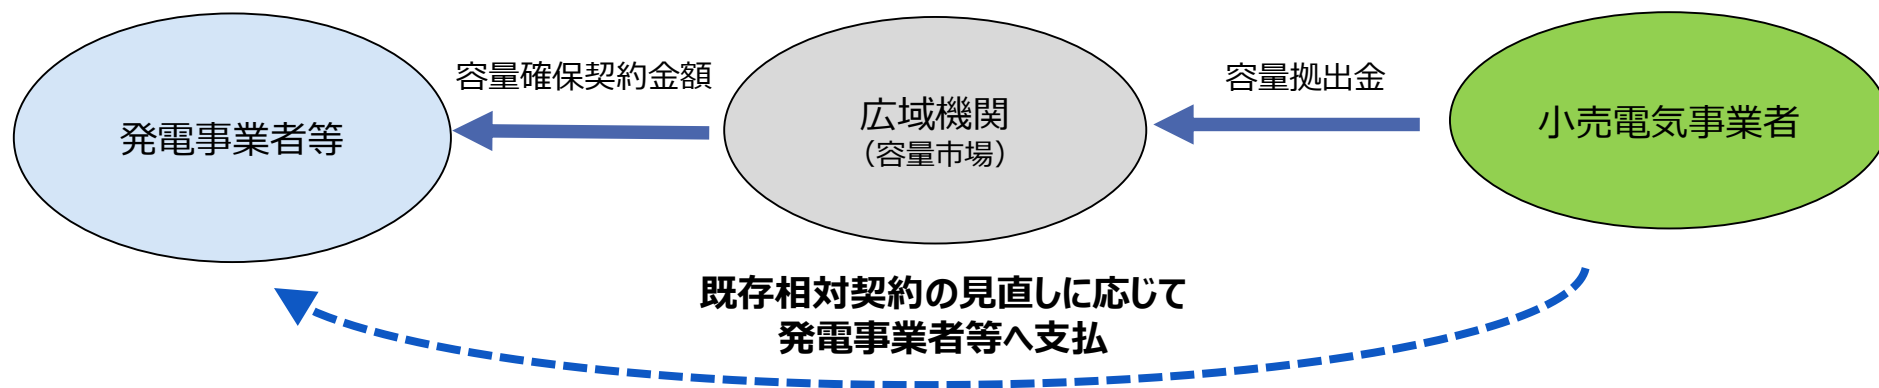 容量確保契約金額
容量拠出金
発電事業者等
広域機関
（容量市場）
小売電気事業者
既存相対契約の見直しに応じて
発電事業者等へ支払